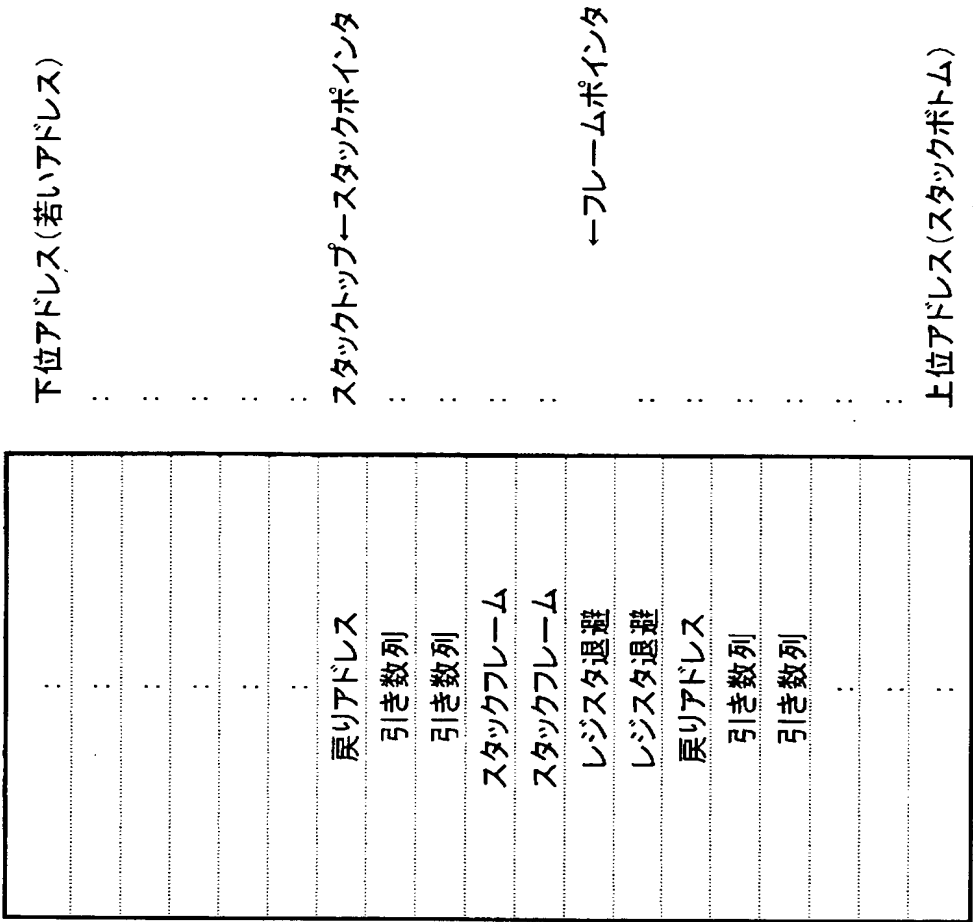 : 下位アドレス(若いアドレス)
: :
: :
: :
: :
: :
戻りアドレス スタックトップ←スタックポインタ
引き数列 :
引き数列 :
スタックフレーム :
スタックフレーム :
レジスタ退避 ←フレームポインタ
レジスタ退避 :
戻りアドレス :
引き数列 :
引き数列 :
: :
: :
: 上位アドレス(スタックボトム)